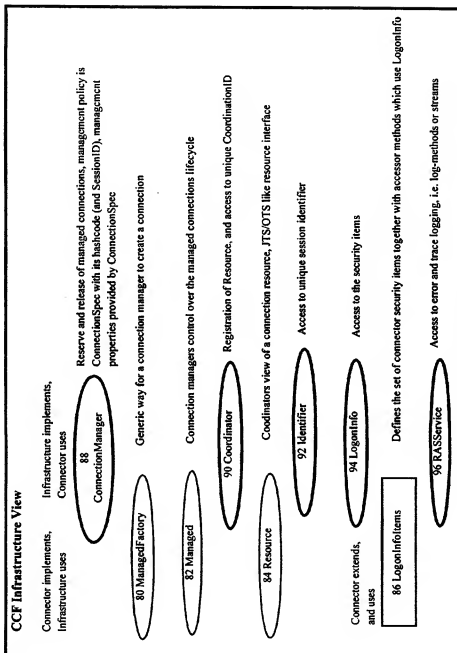 CCF Infrastructure View
Connector implements,
Infrastructure uses
Infrastructure implements,
Connector uses
88
ConnectionManager
Reserve and release of managed connections, management policy is
ConnectionSpec with its hashcode (and SessionID), management
properties provided by ConnectionSpec
80 ManagedFactory
Generic way for a connection manager to create a connection
82 Managed
Connection managers control over the managed connections lifecycle
90 Coordinator
Registration of Resource, and access to unique CoordinationID
84 Resource
Coodinators view of a connection resource, JTS/OTS like resource interface
92 Identifier
Access to unique session identifier
94 LogonInfo
Access to the security items
Connector extends,
and uses
86 LogonInfoItems
Defines the set of connector security items together with accessor methods which use LogonInfo
96 RASService
Access to error and trace logging, i.e. log-methods or streams